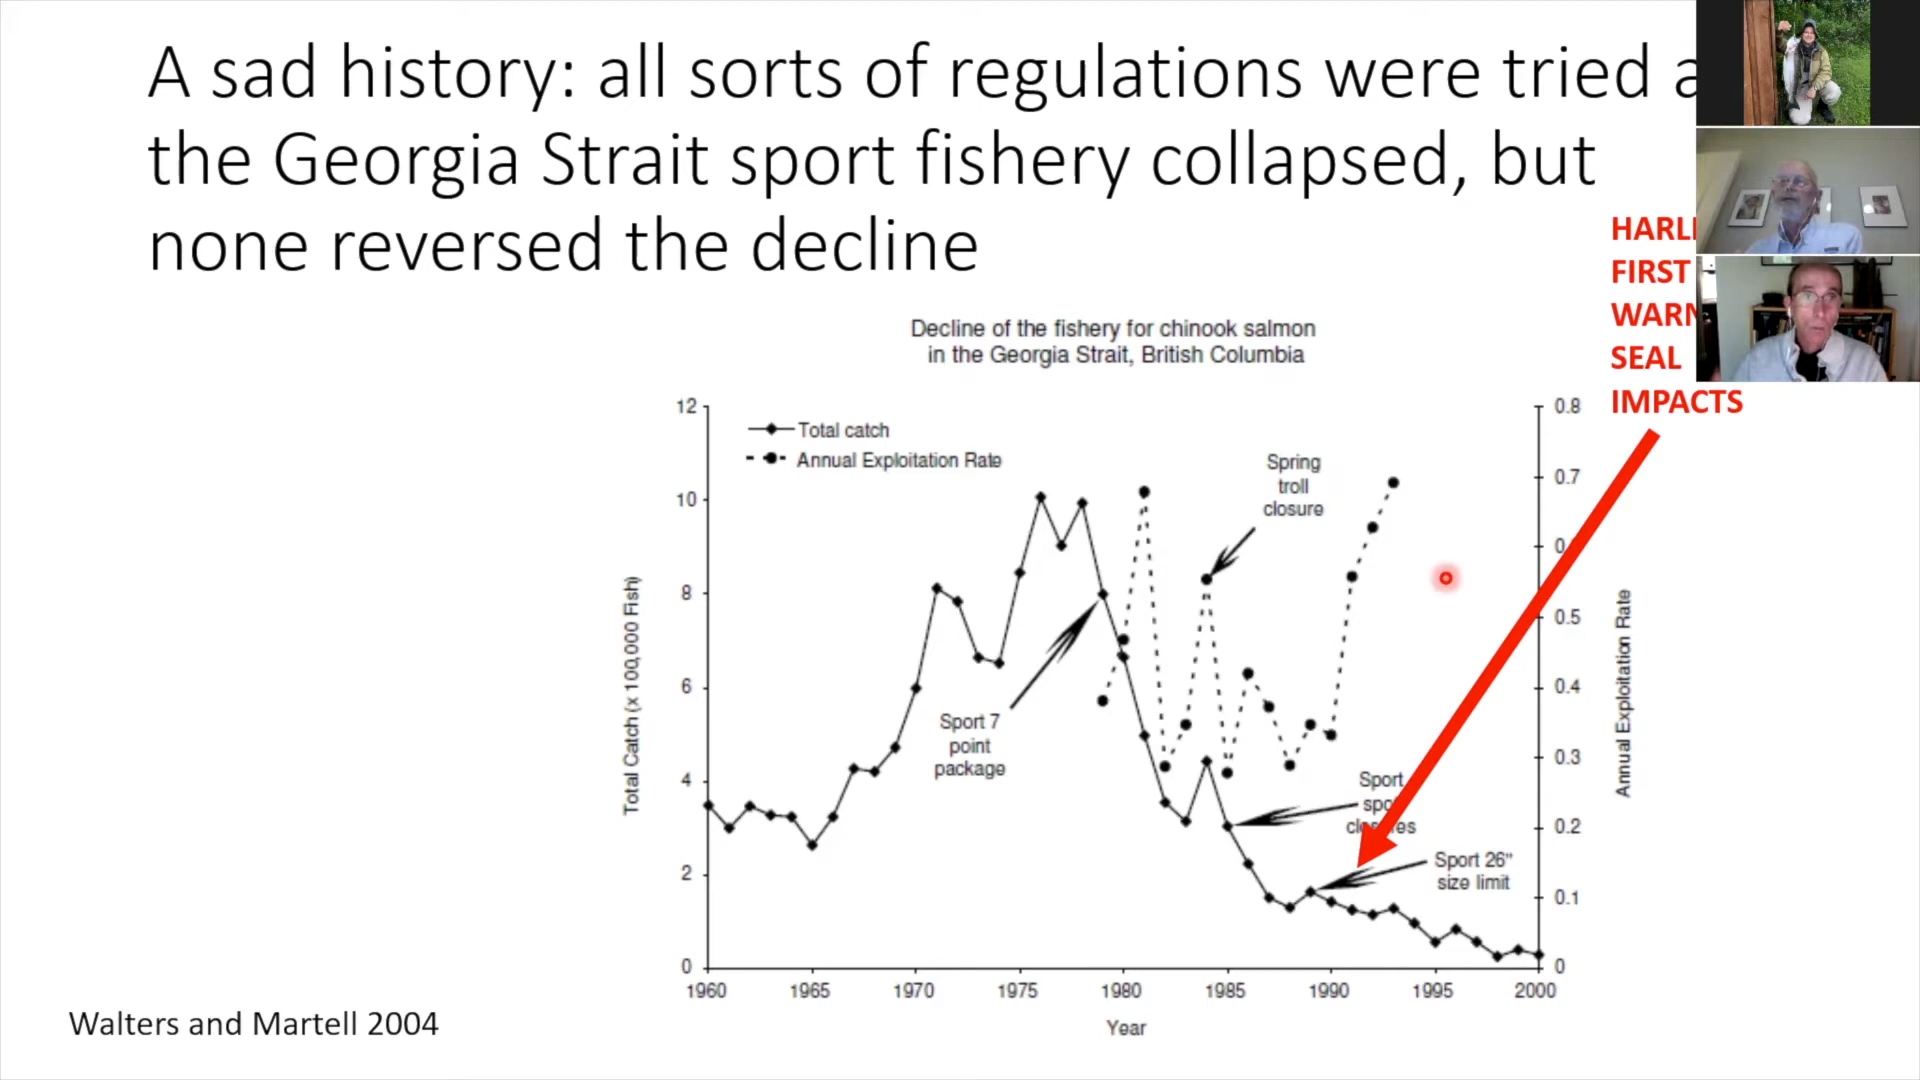 A sad history: all sorts of regulations were tried
the Georgia Strait sport fishery collapsed, but
none reversed the decline
FIRST
SEAL
IMPACTS
Decline of the fishery for chinook salmon
in the Georgia Strait, British Columbia
Total catch
Annual Exploitation Rate
Spring
troll
closure
Sport 7
point
package
Sport
Sport 26"
size limit
Total Catch (x 100,000 Fish)
12
10
8
6
4
2
0
0.8
0.7
0.5
0.4
0.3
0.2
0.1
0
Annual Exploitation Rate
1960 1965 1970 1975 1980 1985 1990 1995 2000
Year
Walters and Martell 2004